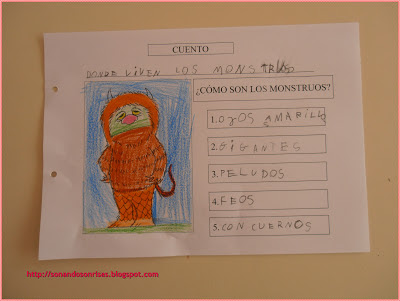 CUENTO
DONDE VIVEN LOS MONSTRUOS
¿CÓMO SON LOS MONSTRUOS?
1. OJOS AMARILLO
2. GIGANTES
3. PELUDOS
4. FEOS
5. CON CUERNOS
http://sonandosonrisas.blogspot.com